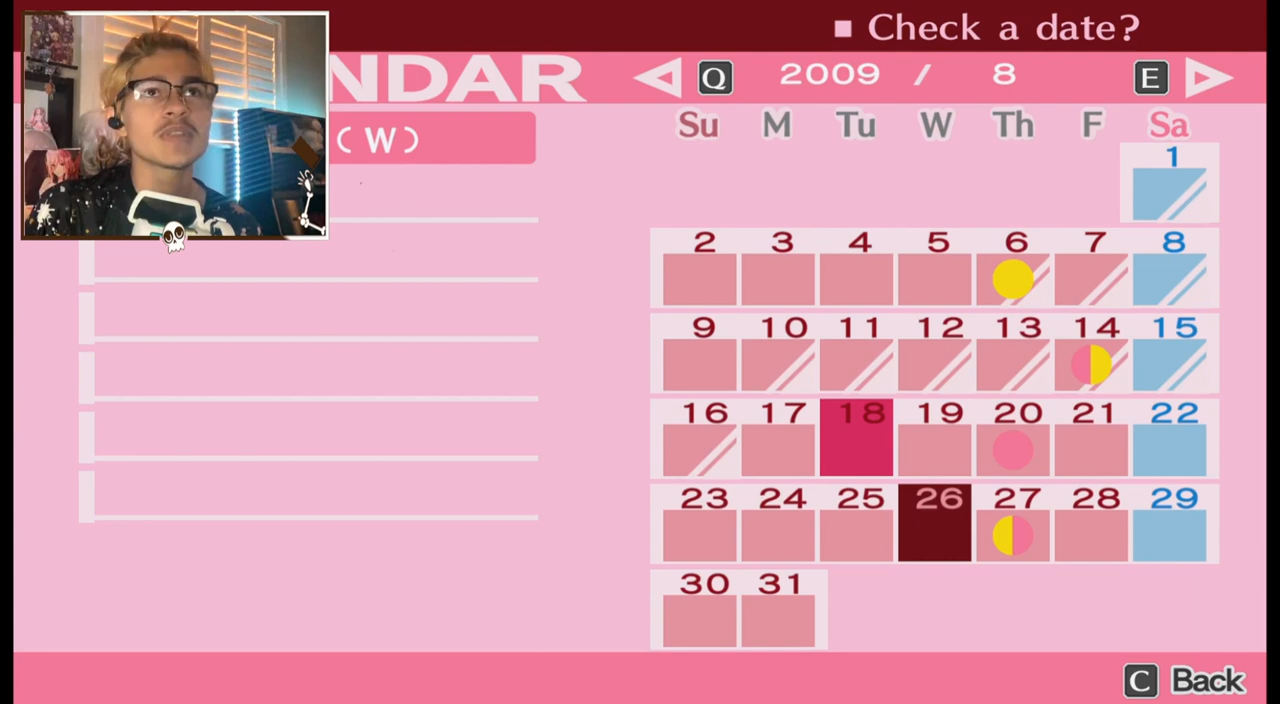 Check a date?
NDAR
Q 2009 / 8 E
(W)
Su M Tu W Th F Sa
1
2 3 4 5 6 7 8
9 10 11 12 13 14 15
16 17 18 19 20 21 22
23 24 25 26 27 28 29
30 31
C Back